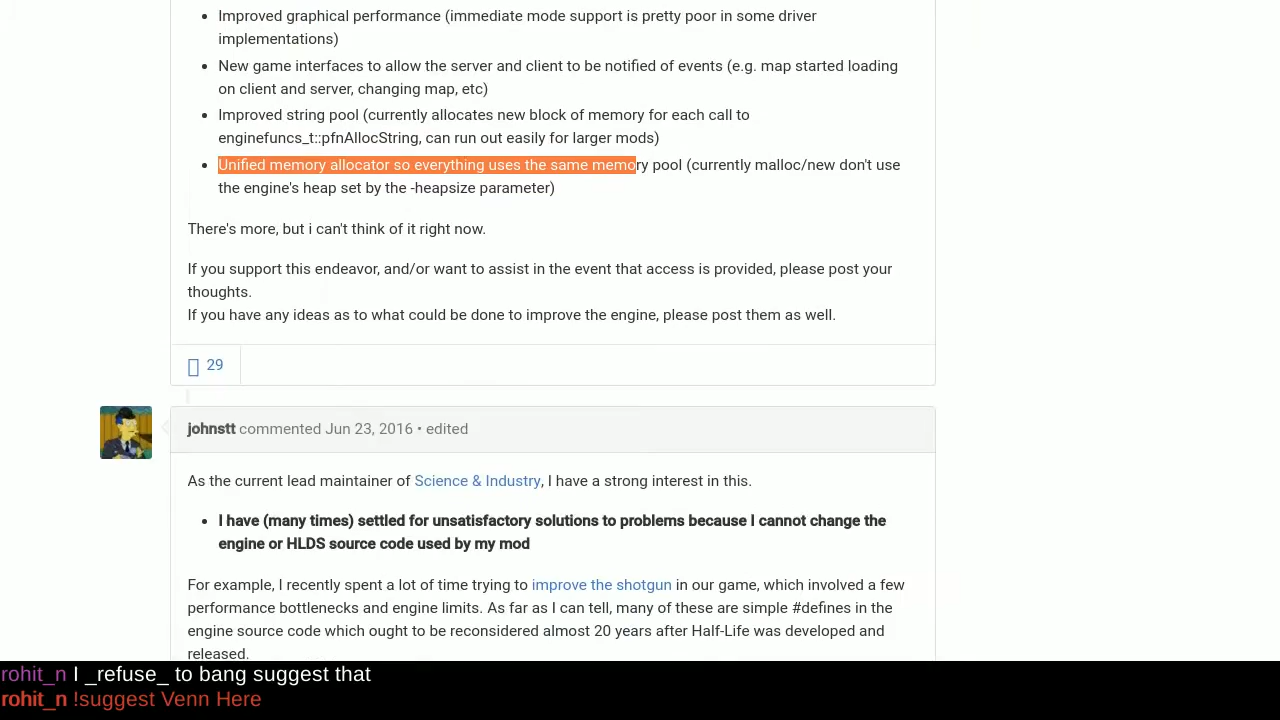 Improved graphical performance (immediate mode support is pretty poor in some driver
implementations)
New game interfaces to allow the server and client to be notified of events (e.g. map started loading
on client and server, changing map, etc)
Improved string pool (currently allocates new block of memory for each call to
enginefuncs_t::pfnAllocString, can run out easily for larger mods)
Unified memory allocator so everything uses the same memory pool (currently malloc/new don't use
the engine's heap set by the -heapsize parameter)
There's more, but i can't think of it right now.
If you support this endeavor, and/or want to assist in the event that access is provided, please post your
thoughts.
If you have any ideas as to what could be done to improve the engine, please post them as well.
29
johnstt commented Jun 23, 2016 • edited
As the current lead maintainer of Science & Industry, I have a strong interest in this.
I have (many times) settled for unsatisfactory solutions to problems because I cannot change the
engine or HLDS source code used by my mod
For example, I recently spent a lot of time trying to improve the shotgun in our game, which involved a few
performance bottlenecks and engine limits. As far as I can tell, many of these are simple #defines in the
engine source code which ought to be reconsidered almost 20 years after Half-Life was developed and
released.
rohit_n I _refuse_ to bang suggest that
rohit_n !suggest Venn Here